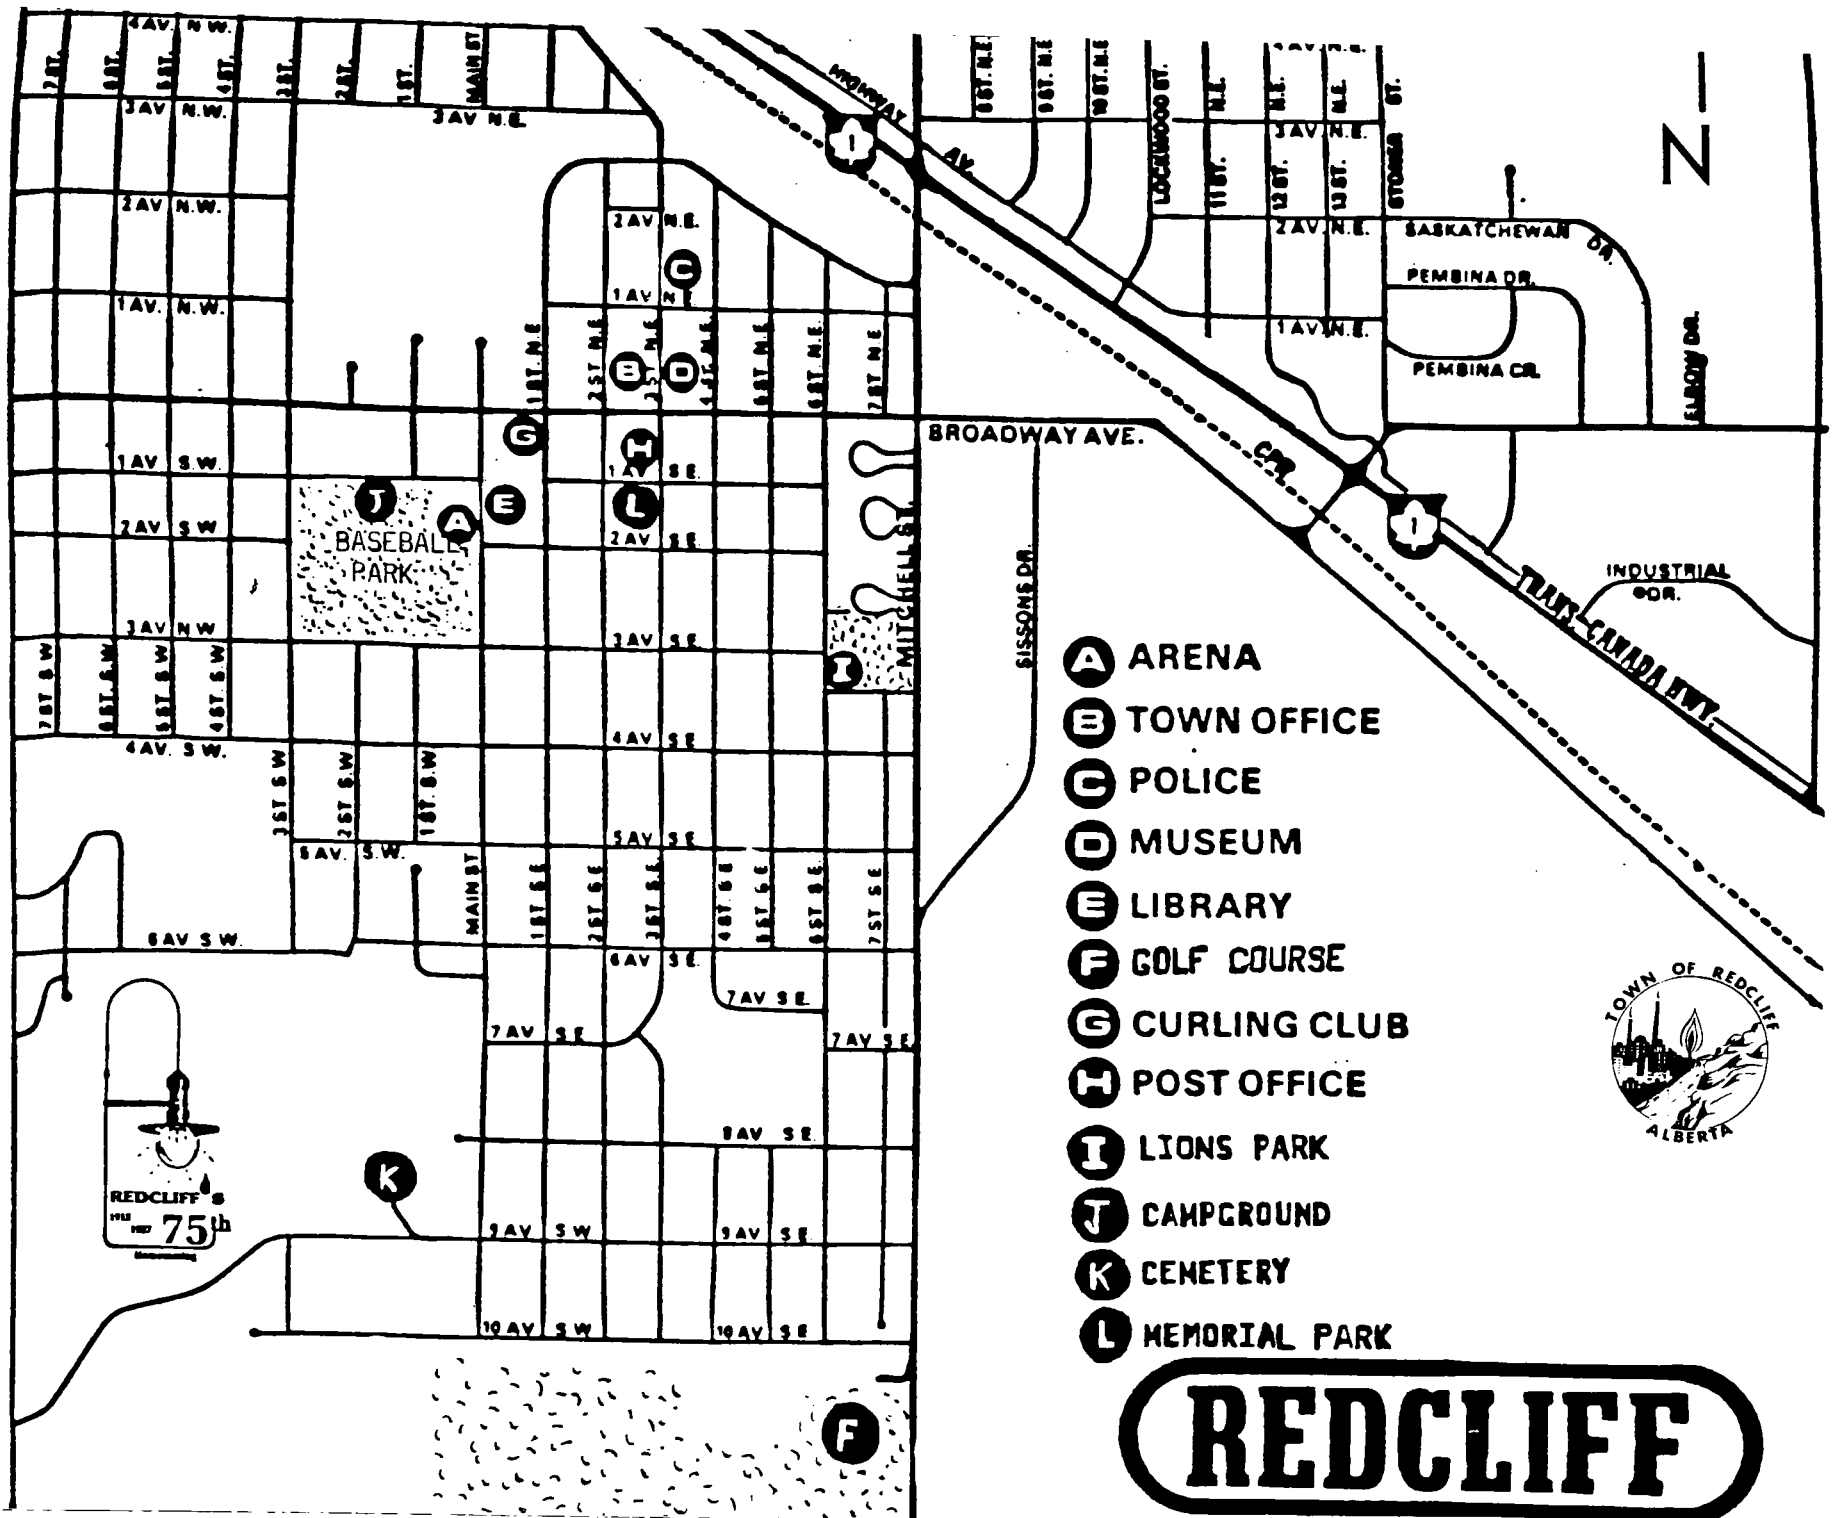 4 AV. N.W.
7 ST.
6 ST.
5 ST.
4 ST.
3 ST.
2 ST.
1 ST.
MAIN ST
3 AV N.W.
3 AV N.E.
2 AV N.W.
1 AV. N.W.
HIGHWAY AV.
1
8 ST. N.E
9 ST. N.E
10 ST. N.E
LOCKWOOD ST.
11 ST. N.E.
12 ST. N.E.
13 ST. N.E.
STONER ST.
4 AV. N.E.
3 AV. N.E.
2 AV. N.E.
1 AV. N.E.
N
SASKATCHEWAN DR.
PEMBINA DR.
PEMBINA CR.
ELBOW DR.
2 AV N.E.
C
1 AV N E
1 ST. N.E
2 ST N.E
3 ST N.E
4 ST N.E.
6 ST N.E
7 ST N.E
B
D
G
H
BROADWAY AVE.
CPR
1
1 AV S.W.
1 AV S.E.
J
A
E
L
BASEBALL
PARK
2 AV S W
2 AV S.E.
MITCHELL ST.
SISSONS DR.
INDUSTRIAL
DR.
TRANS-CANADA HWY.
3 AV N W
3 AV S.E.
I
7 ST S W
6 ST. S.W
5 ST S W
4 ST S W
4 AV. S W.
4 AV S E
3 ST S W
2 ST S.W
1 ST. S.W
5 AV. S.W.
5 AV S E
MAIN ST
1 ST S E
2 ST S E
3 ST S.E.
4 ST. S E
5 ST S E
6 ST S E
7 ST S E
6 AV S W.
6 AV S E.
7 AV S E
7 AV S E
7 AV S E
8 AV S E.
K
9 AV S W
9 AV S E
10 AV S W
10 AV S E
F
REDCLIFF'S
75th
Homecoming
A ARENA
B TOWN OFFICE
C POLICE
D MUSEUM
E LIBRARY
F GOLF COURSE
G CURLING CLUB
H POST OFFICE
I LIONS PARK
J CAMPGROUND
K CEMETERY
L MEMORIAL PARK
TOWN OF REDCLIFF
ALBERTA
REDCLIFF